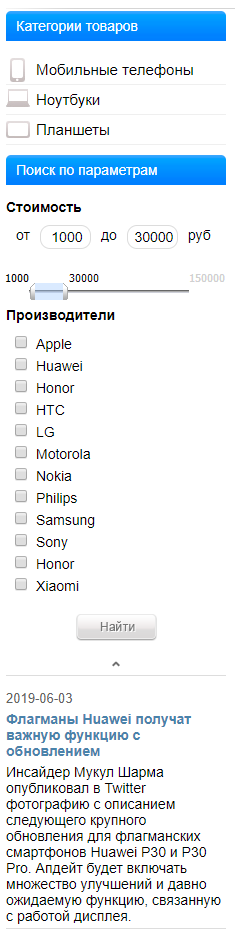 Категории товаров
Мобильные телефоны
Ноутбуки
Планшеты
Поиск по параметрам
Стоимость
от 1000 до 30000 руб
1000 30000 150000
Производители
Apple
Huawei
Honor
HTC
LG
Motorola
Nokia
Philips
Samsung
Sony
Honor
Xiaomi
Найти
2019-06-03
Флагманы Huawei получат
важную функцию с
обновлением
Инсайдер Мукул Шарма
опубликовал в Twitter
фотографию с описанием
следующего крупного
обновления для флагманских
смартфонов Huawei P30 и P30
Pro. Апдейт будет включать
множество улучшений и давно
ожидаемую функцию, связанную
с работой дисплея.